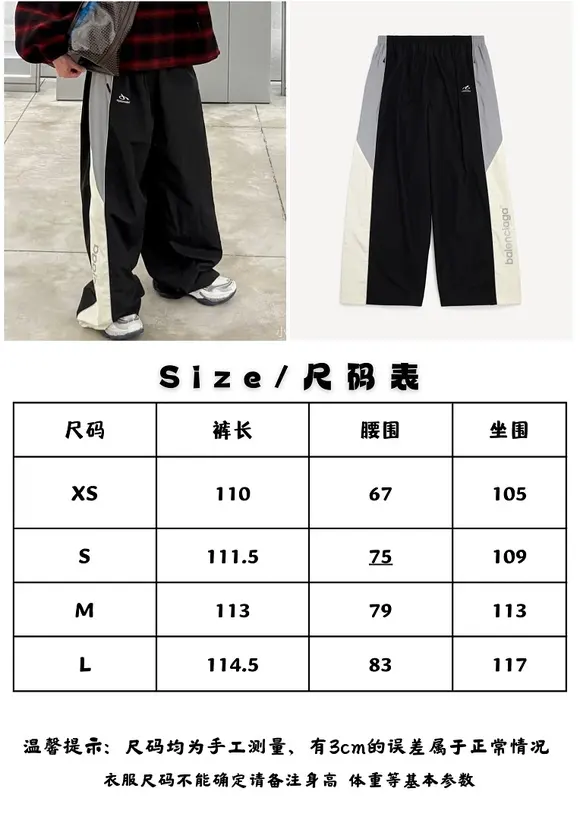 balenciaga
Size/尺码表
尺码 裤长 腰围 坐围
XS 110 67 105
S 111.5 75 109
M 113 79 113
L 114.5 83 117
温馨提示：尺码均为手工测量、有3cm的误差属于正常情况
衣服尺码不能确定请备注身高 体重等基本参数